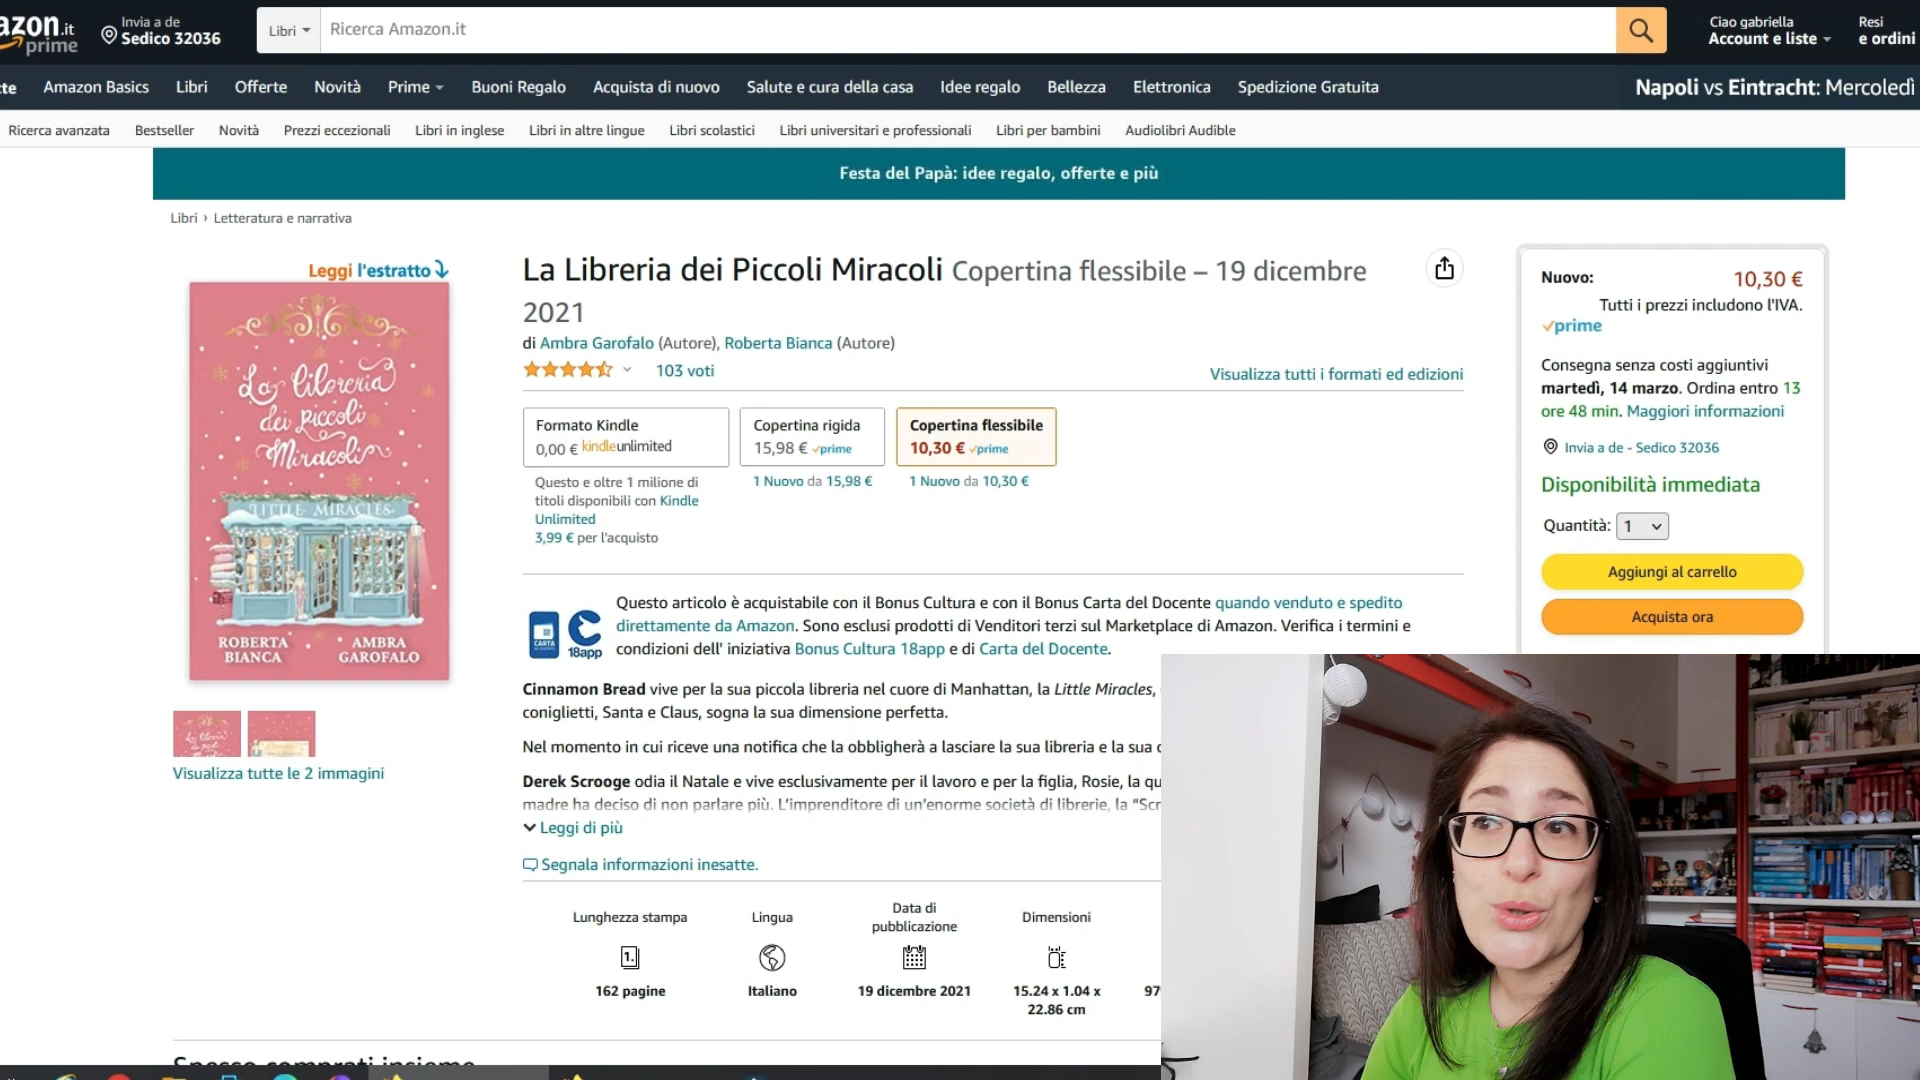 azon.it
prime
Invia a de
Sedico 32036
Libri
Ricerca Amazon.it
Ciao gabriella
Account e liste
Resi
e ordini
Amazon Basics
Libri
Offerte
Novità
Prime
Buoni Regalo
Acquista di nuovo
Salute e cura della casa
Idee regalo
Bellezza
Elettronica
Spedizione Gratuita
Napoli vs Eintracht: Mercoledì
Ricerca avanzata
Bestseller
Novità
Prezzi eccezionali
Libri in inglese
Libri in altre lingue
Libri scolastici
Libri universitari e professionali
Libri per bambini
Audiolibri Audible
Festa del Papà: idee regalo, offerte e più
Libri › Letteratura e narrativa
Leggi l'estratto
La libreria
dei Piccoli
Miracoli
LITTLE MIRACLES
ROBERTA
BIANCA
AMBRA
GAROFALO
Visualizza tutte le 2 immagini
La Libreria dei Piccoli Miracoli Copertina flessibile – 19 dicembre
2021
di Ambra Garofalo (Autore), Roberta Bianca (Autore)
103 voti
Visualizza tutti i formati ed edizioni
Formato Kindle
0,00 € kindleunlimited
Questo e oltre 1 milione di
titoli disponibili con Kindle
Unlimited
3,99 € per l'acquisto
Copertina rigida
15,98 € prime
1 Nuovo da 15,98 €
Copertina flessibile
10,30 € prime
1 Nuovo da 10,30 €
CARTA
18app
Questo articolo è acquistabile con il Bonus Cultura e con il Bonus Carta del Docente quando venduto e spedito
direttamente da Amazon. Sono esclusi prodotti di Venditori terzi sul Marketplace di Amazon. Verifica i termini e
condizioni dell' iniziativa Bonus Cultura 18app e di Carta del Docente.
Cinnamon Bread vive per la sua piccola libreria nel cuore di Manhattan, la Little Miracles,
coniglietti, Santa e Claus, sogna la sua dimensione perfetta.
Nel momento in cui riceve una notifica che la obbligherà a lasciare la sua libreria e la sua
Derek Scrooge odia il Natale e vive esclusivamente per il lavoro e per la figlia, Rosie, la qu
madre ha deciso di non parlare più. L'imprenditore di un'enorme società di librerie, la "Scr
Leggi di più
Segnala informazioni inesatte.
Lunghezza stampa
1.
162 pagine
Lingua
Italiano
Data di
pubblicazione
19 dicembre 2021
Dimensioni
15.24 x 1.04 x
22.86 cm
97
Spesso comprati insieme
Nuovo:
10,30 €
Tutti i prezzi includono l'IVA.
prime
Consegna senza costi aggiuntivi
martedì, 14 marzo. Ordina entro 13
ore 48 min. Maggiori informazioni
Invia a de - Sedico 32036
Disponibilità immediata
Quantità: 1
Aggiungi al carrello
Acquista ora